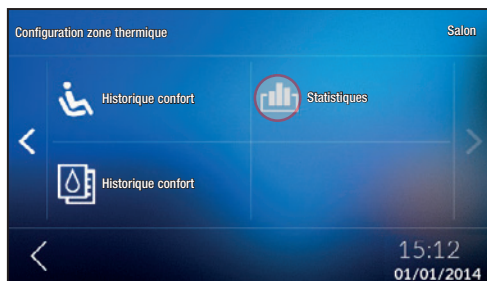 Configuration zone thermique
Salon
Historique confort
Statistiques
Historique confort
15:12
01/01/2014